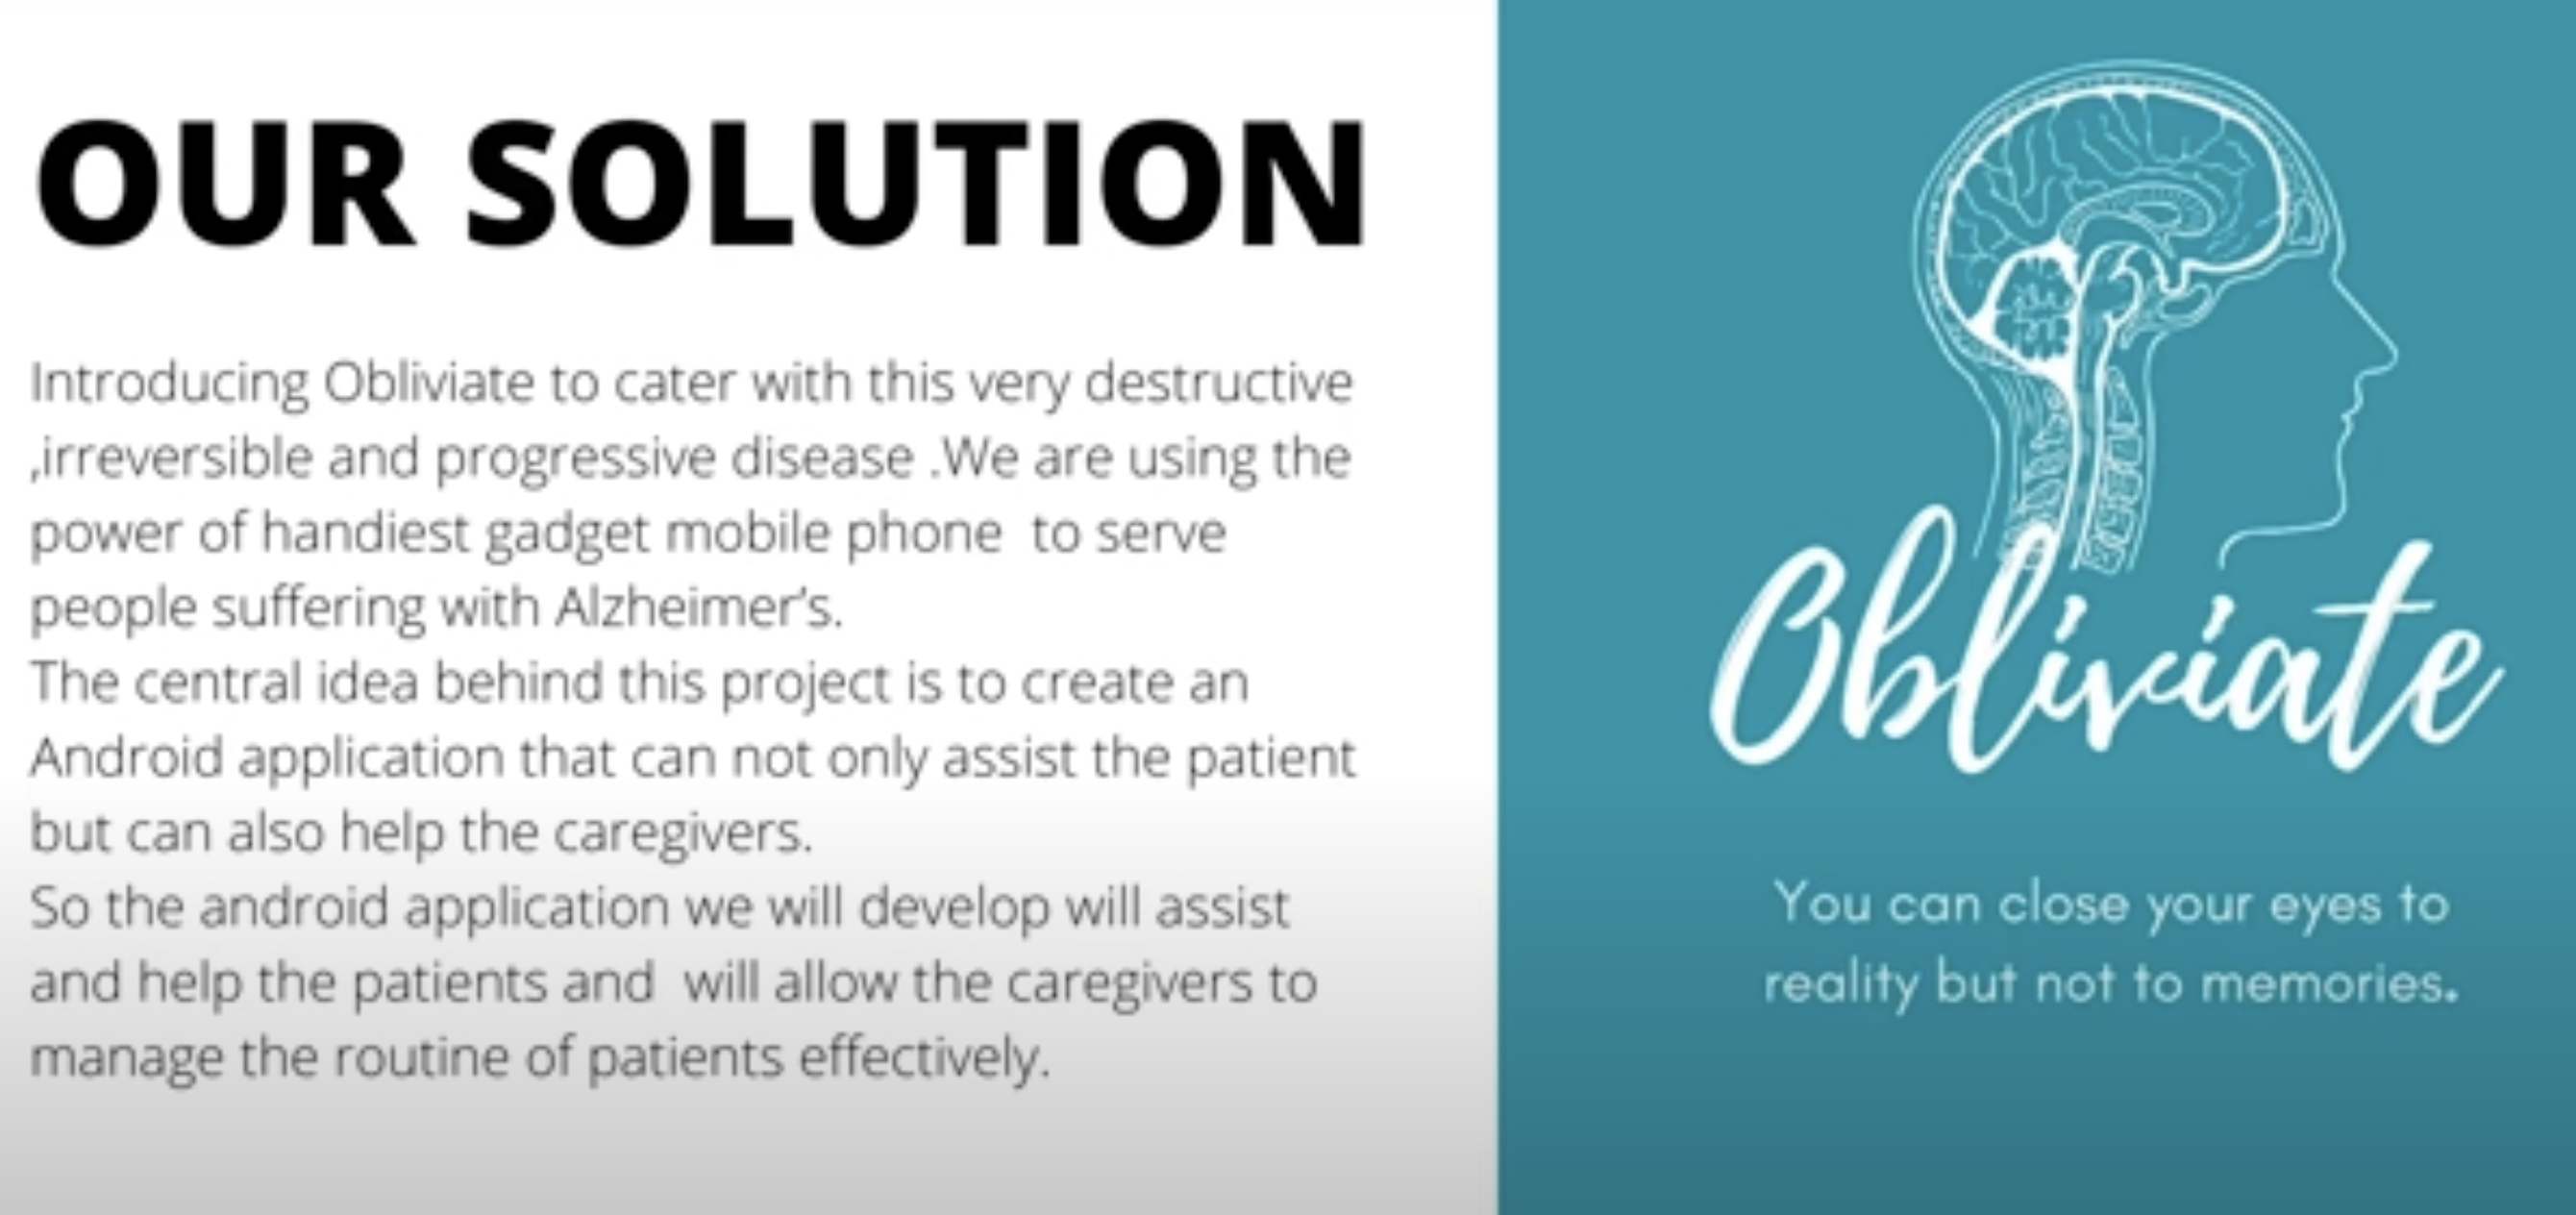 OUR SOLUTION
Introducing Obliviate to cater with this very destructive
,irreversible and progressive disease .We are using the
power of handiest gadget mobile phone  to serve
people suffering with Alzheimer’s.
The central idea behind this project is to create an
Android application that can not only assist the patient
but can also help the caregivers.
So the android application we will develop will assist
and help the patients and  will allow the caregivers to
manage the routine of patients effectively.
Obliviate
You can close your eyes to
reality but not to memories.